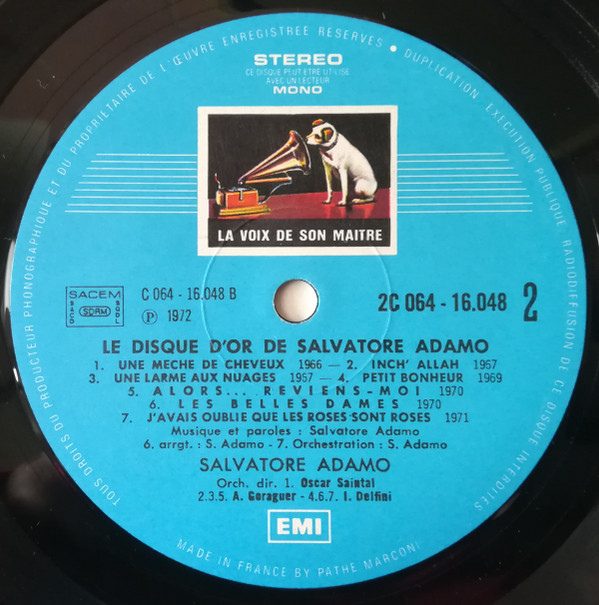 TOUS DROITS DU PRODUCTEUR PHONOGRAPHIQUE ET DU PROPRIETAIRE DE L'ŒUVRE ENREGISTREE RESERVES • DUPLICATION, EXECUTION PUBLIQUE, RADIODIFFUSION DE CE DISQUE INTERDITES
STEREO
CE DISQUE PEUT ETRE UTILISE
AVEC UN LECTEUR
MONO
LA VOIX DE SON MAITRE
SACEM
SACD
SDRM
SGDL
C 064 - 16.048 B
Ⓟ 1972
2C 064 - 16.048 2
LE DISQUE D'OR DE SALVATORE ADAMO
1. UNE MECHE DE CHEVEUX 1966 — 2. INCH' ALLAH 1967
3. UNE LARME AUX NUAGES 1967 — 4. PETIT BONHEUR 1969
5. ALORS... REVIENS-MOI 1970
6. LES BELLES DAMES 1970
7. J'AVAIS OUBLIE QUE LES ROSES SONT ROSES 1971
Musique et paroles : Salvatore Adamo
6. arrgt. : S. Adamo - 7. Orchestration : S. Adamo
SALVATORE ADAMO
Orch. dir. 1. Oscar Saintal
2.3.5. A. Goraguer - 4.6.7. I. Delfini
EMI
MADE IN FRANCE BY PATHE MARCONI